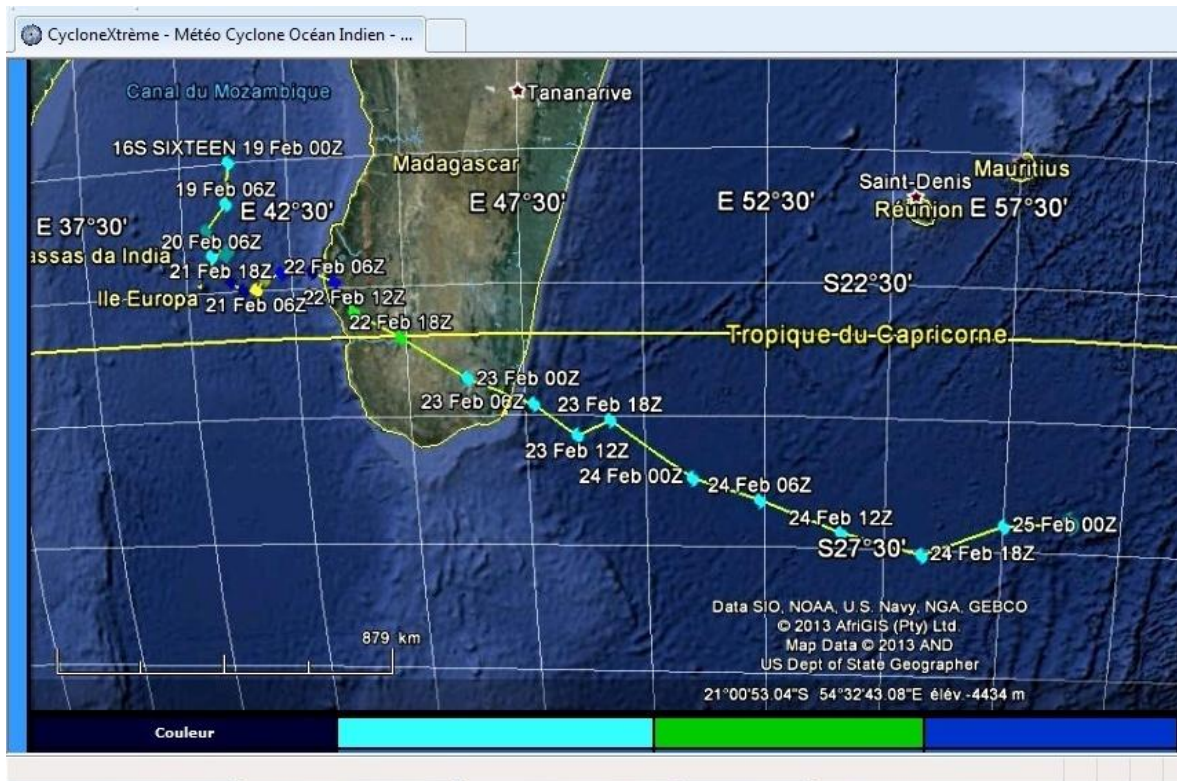 CycloneXtrème - Météo Cyclone Océan Indien - ...
Canal du Mozambique
Tananarive
16S SIXTEEN 19 Feb 00Z
Madagascar
Mauritius
19 Feb 06Z
Saint-Denis
E 37°30'
E 42°30'
E 47°30'
E 52°30'
Réunion
E 57°30'
20 Feb 06Z
assas da India
21 Feb 18Z
22 Feb 06Z
S22°30'
Ile Europa
21 Feb 06Z
22 Feb 12Z
22 Feb 18Z
Tropique du Capricorne
23 Feb 00Z
23 Feb 06Z
23 Feb 18Z
23 Feb 12Z
24 Feb 00Z
24 Feb 06Z
24 Feb 12Z
25 Feb 00Z
S27°30'
24 Feb 18Z
Data SIO, NOAA, U.S. Navy, NGA, GEBCO
© 2013 AfriGIS (Pty) Ltd.
Map Data © 2013 AND
US Dept of State Geographer
879 km
21°00'53.04"S 54°32'43.08"E élév.-4434 m
Couleur